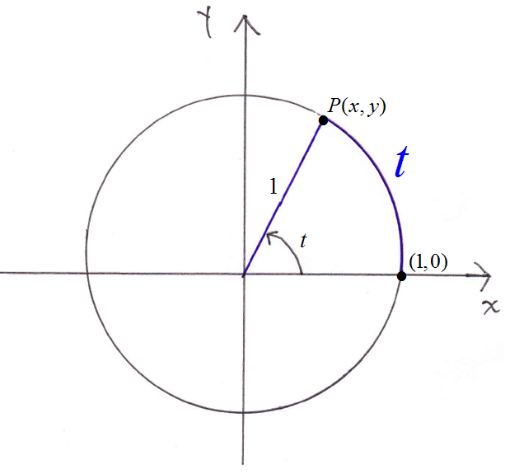 Y
P(x, y)
t
1
t
(1,0)
x